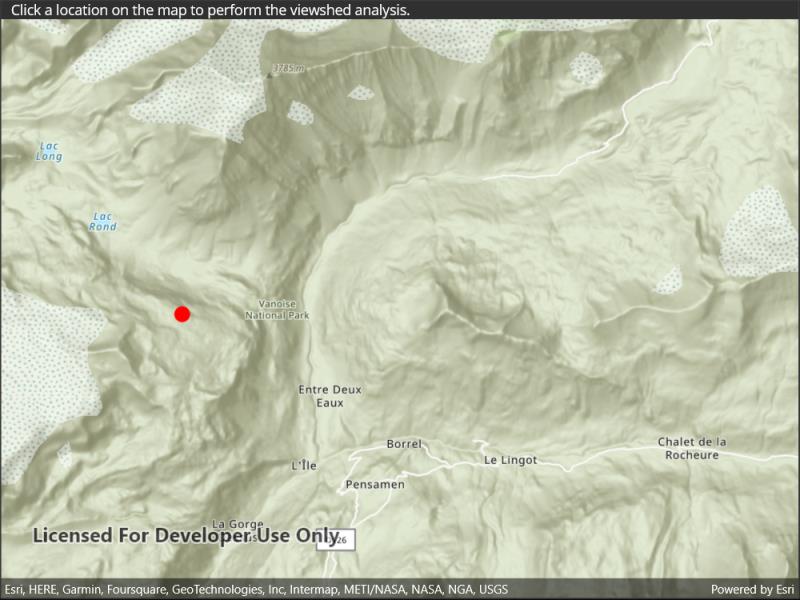 Click a location on the map to perform the viewshed analysis.
3785 m
Lac
Long
Lac
Rond
Vanoise
National Park
Entre Deux
Eaux
Borrel
Chalet de la
Rocheure
L'Île
Le Lingot
Pensamen
La Gorge
Licensed For Developer Use Only
Esri, HERE, Garmin, Foursquare, GeoTechnologies, Inc, Intermap, METI/NASA, NASA, NGA, USGS
Powered by Esri